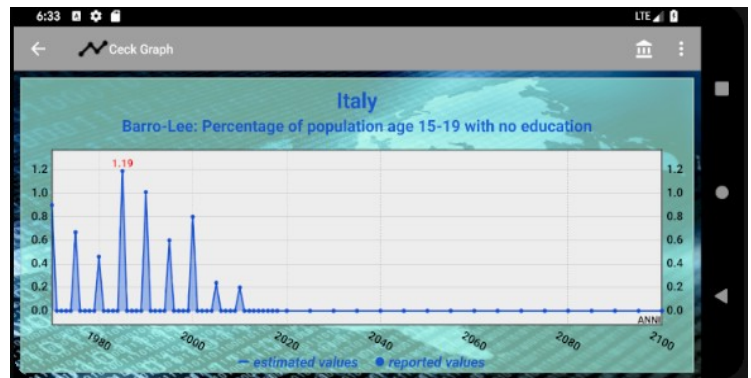 6:33 LTE
Ceck Graph
Italy
Barro-Lee: Percentage of population age 15-19 with no education
1.19
1.2 1.2
1.0 1.0
0.8 0.8
0.6 0.6
0.4 0.4
0.2 0.2
0.0 0.0
ANNI
1980 2000 2020 2040 2060 2080 2100
estimated values reported values